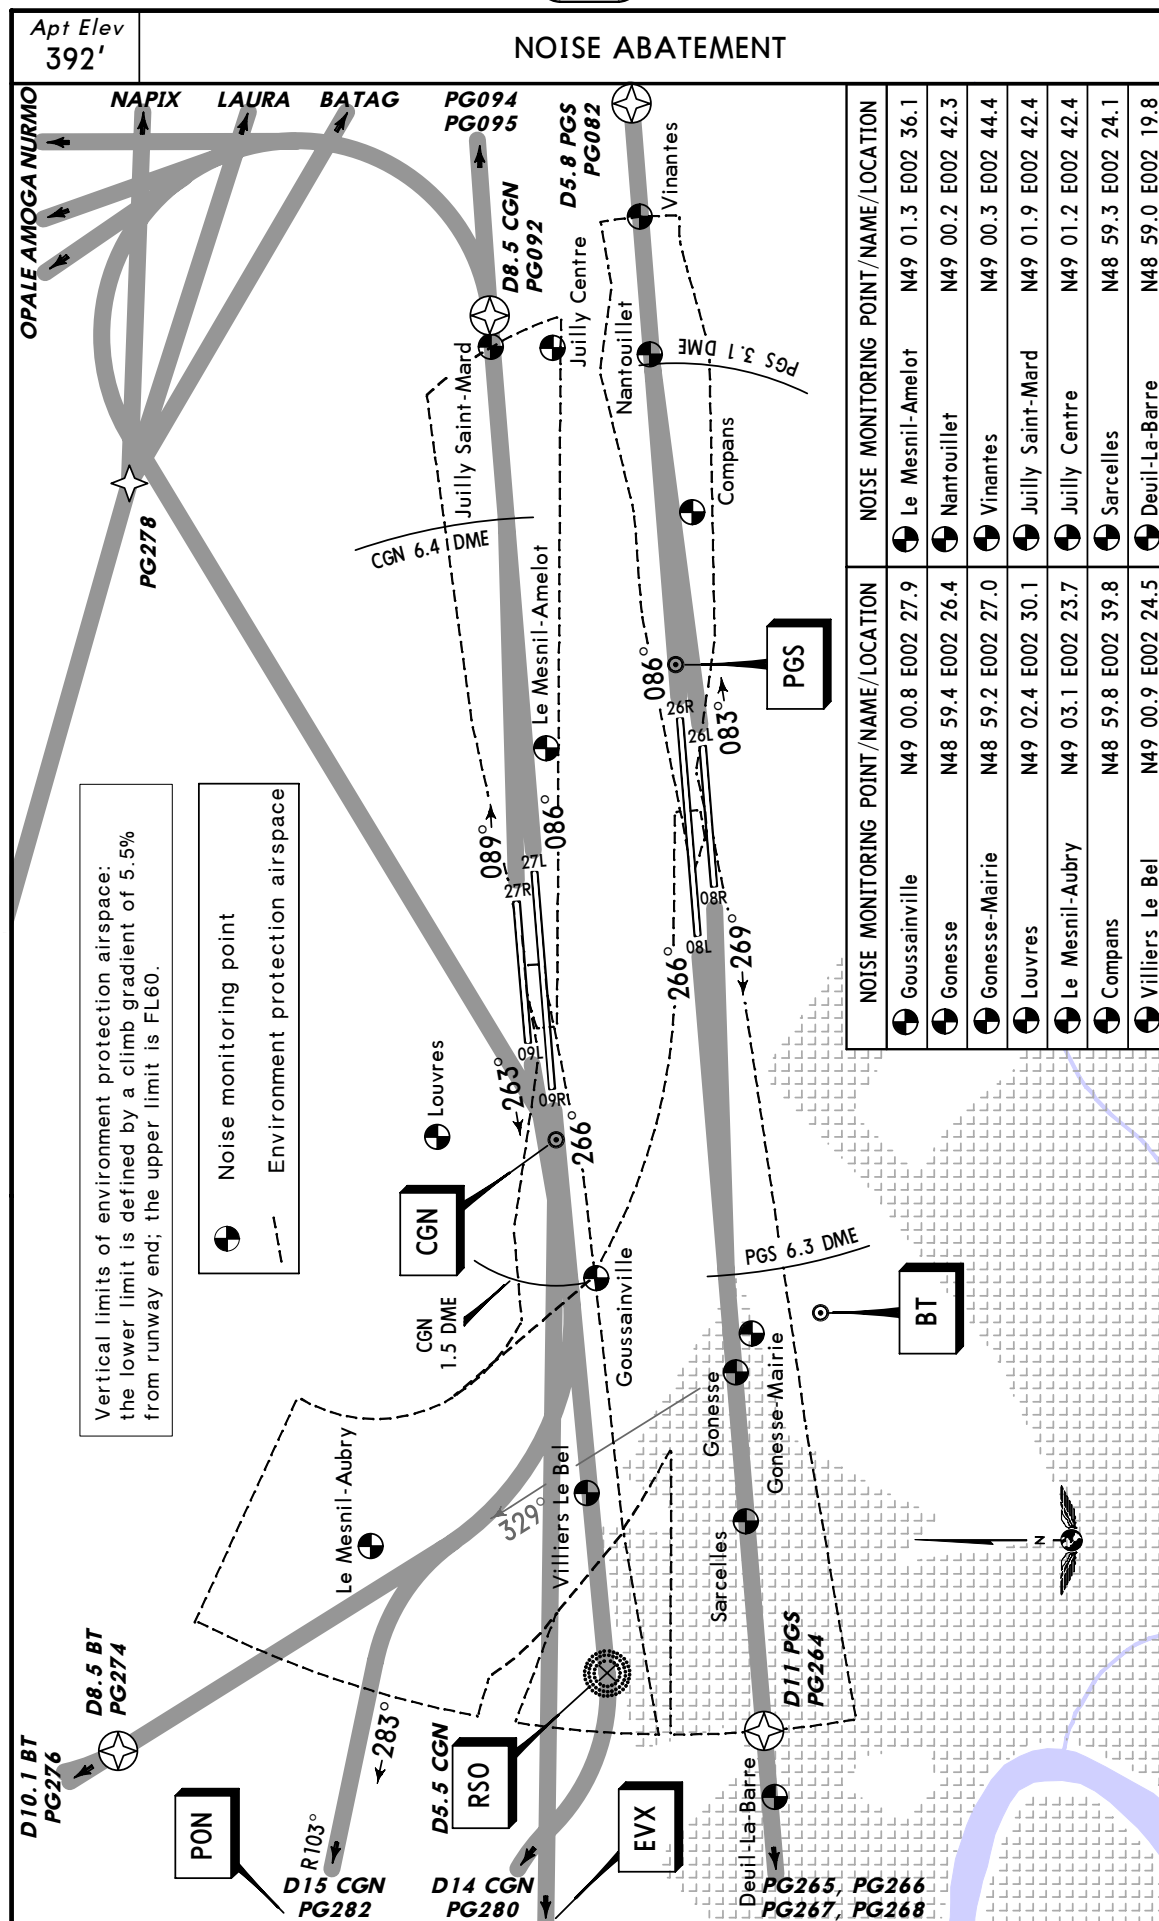 Apt Elev
392'
NOISE ABATEMENT
NAPIX
LAURA
BATAG
PG094
PG095
D5.8 PGS
PG082
OPALE AMOGA NURMO
D8.5 CGN
PG092
Vinantes
Juilly Centre
Juilly Saint-Mard
Nantouillet
PGS 3.1 DME
Compans
CGN 6.4 DME
PG278
Le Mesnil-Amelot
PGS
086°
083°
26R
26L
089°
086°
27R
27L
08R
08L
266°
269°
09L
09R
263°
266°
Vertical limits of environment protection airspace:
the lower limit is defined by a climb gradient of 5.5%
from runway end; the upper limit is FL60.
Noise monitoring point
Environment protection airspace
Louvres
CGN
CGN
1.5 DME
Goussainville
PGS 6.3 DME
BT
Gonesse
Gonesse-Mairie
Le Mesnil-Aubry
329°
Villiers Le Bel
Sarcelles
N
D8.5 BT
PG274
D10.1 BT
PG276
283°
D5.5 CGN
RSO
D11 PGS
PG264
PON
R103°
EVX
Deuil-La-Barre
D15 CGN
PG282
D14 CGN
PG280
PG265, PG266
PG267, PG268
NOISE MONITORING POINT/NAME/LOCATION
Goussainville N49 00.8 E002 27.9
Gonesse N48 59.4 E002 26.4
Gonesse-Mairie N48 59.2 E002 27.0
Louvres N49 02.4 E002 30.1
Le Mesnil-Aubry N49 03.1 E002 23.7
Compans N48 59.8 E002 39.8
Villiers Le Bel N49 00.9 E002 24.5
NOISE MONITORING POINT/NAME/LOCATION
Le Mesnil-Amelot N49 01.3 E002 36.1
Nantouillet N49 00.2 E002 42.3
Vinantes N49 00.3 E002 44.4
Juilly Saint-Mard N49 01.9 E002 42.4
Juilly Centre N49 01.2 E002 42.4
Sarcelles N48 59.3 E002 24.1
Deuil-La-Barre N48 59.0 E002 19.8